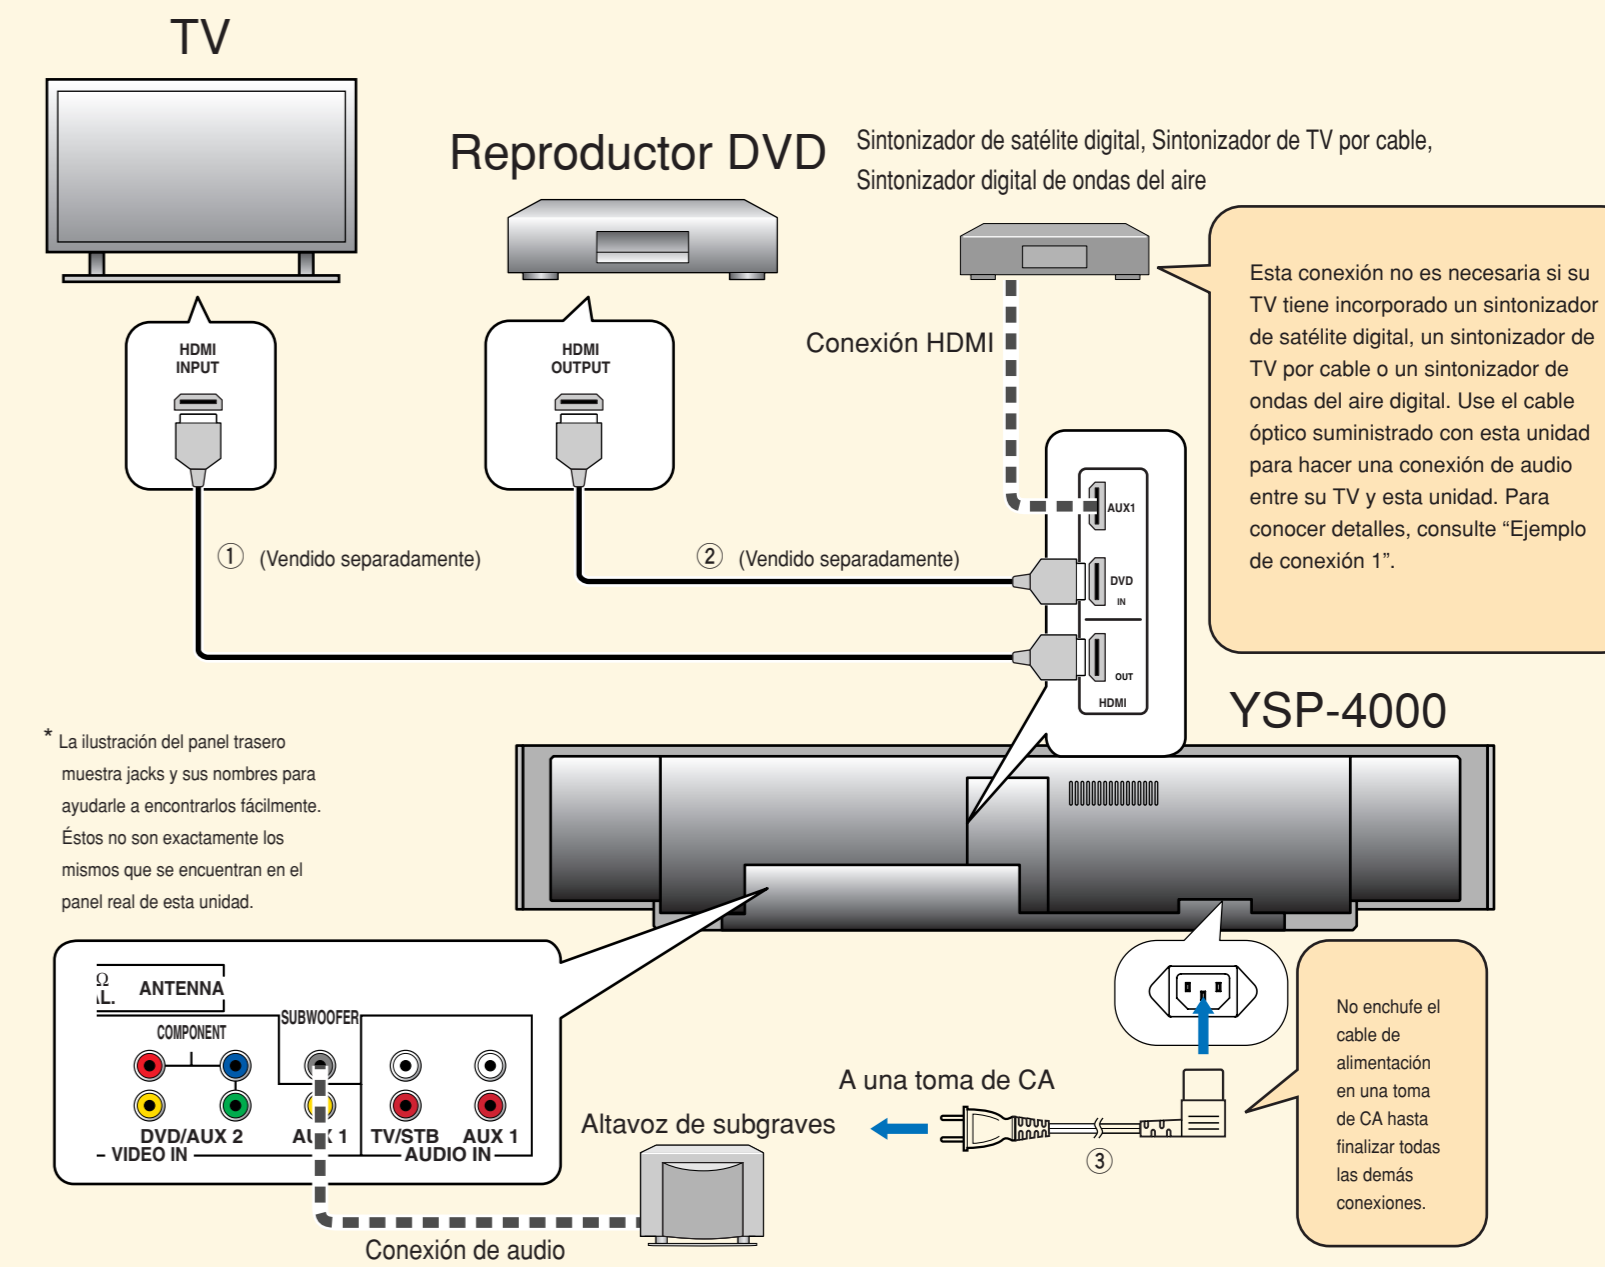 TV
Reproductor DVD
Sintonizador de satélite digital, Sintonizador de TV por cable,
Sintonizador digital de ondas del aire
Esta conexión no es necesaria si su
TV tiene incorporado un sintonizador
de satélite digital, un sintonizador de
TV por cable o un sintonizador de
ondas del aire digital. Use el cable
óptico suministrado con esta unidad
para hacer una conexión de audio
entre su TV y esta unidad. Para
conocer detalles, consulte “Ejemplo
de conexión 1”.
HDMI
INPUT
HDMI
OUTPUT
Conexión HDMI
AUX1
DVD
IN
OUT
HDMI
① (Vendido separadamente)
② (Vendido separadamente)
YSP-4000
* La ilustración del panel trasero
muestra jacks y sus nombres para
ayudarle a encontrarlos fácilmente.
Éstos no son exactamente los
mismos que se encuentran en el
panel real de esta unidad.
Ω
AL.
ANTENNA
COMPONENT
SUBWOOFER
DVD/AUX 2
AUX 1
TV/STB
AUX 1
VIDEO IN
AUDIO IN
Conexión de audio
Altavoz de subgraves
A una toma de CA
③
No enchufe el
cable de
alimentación
en una toma
de CA hasta
finalizar todas
las demás
conexiones.